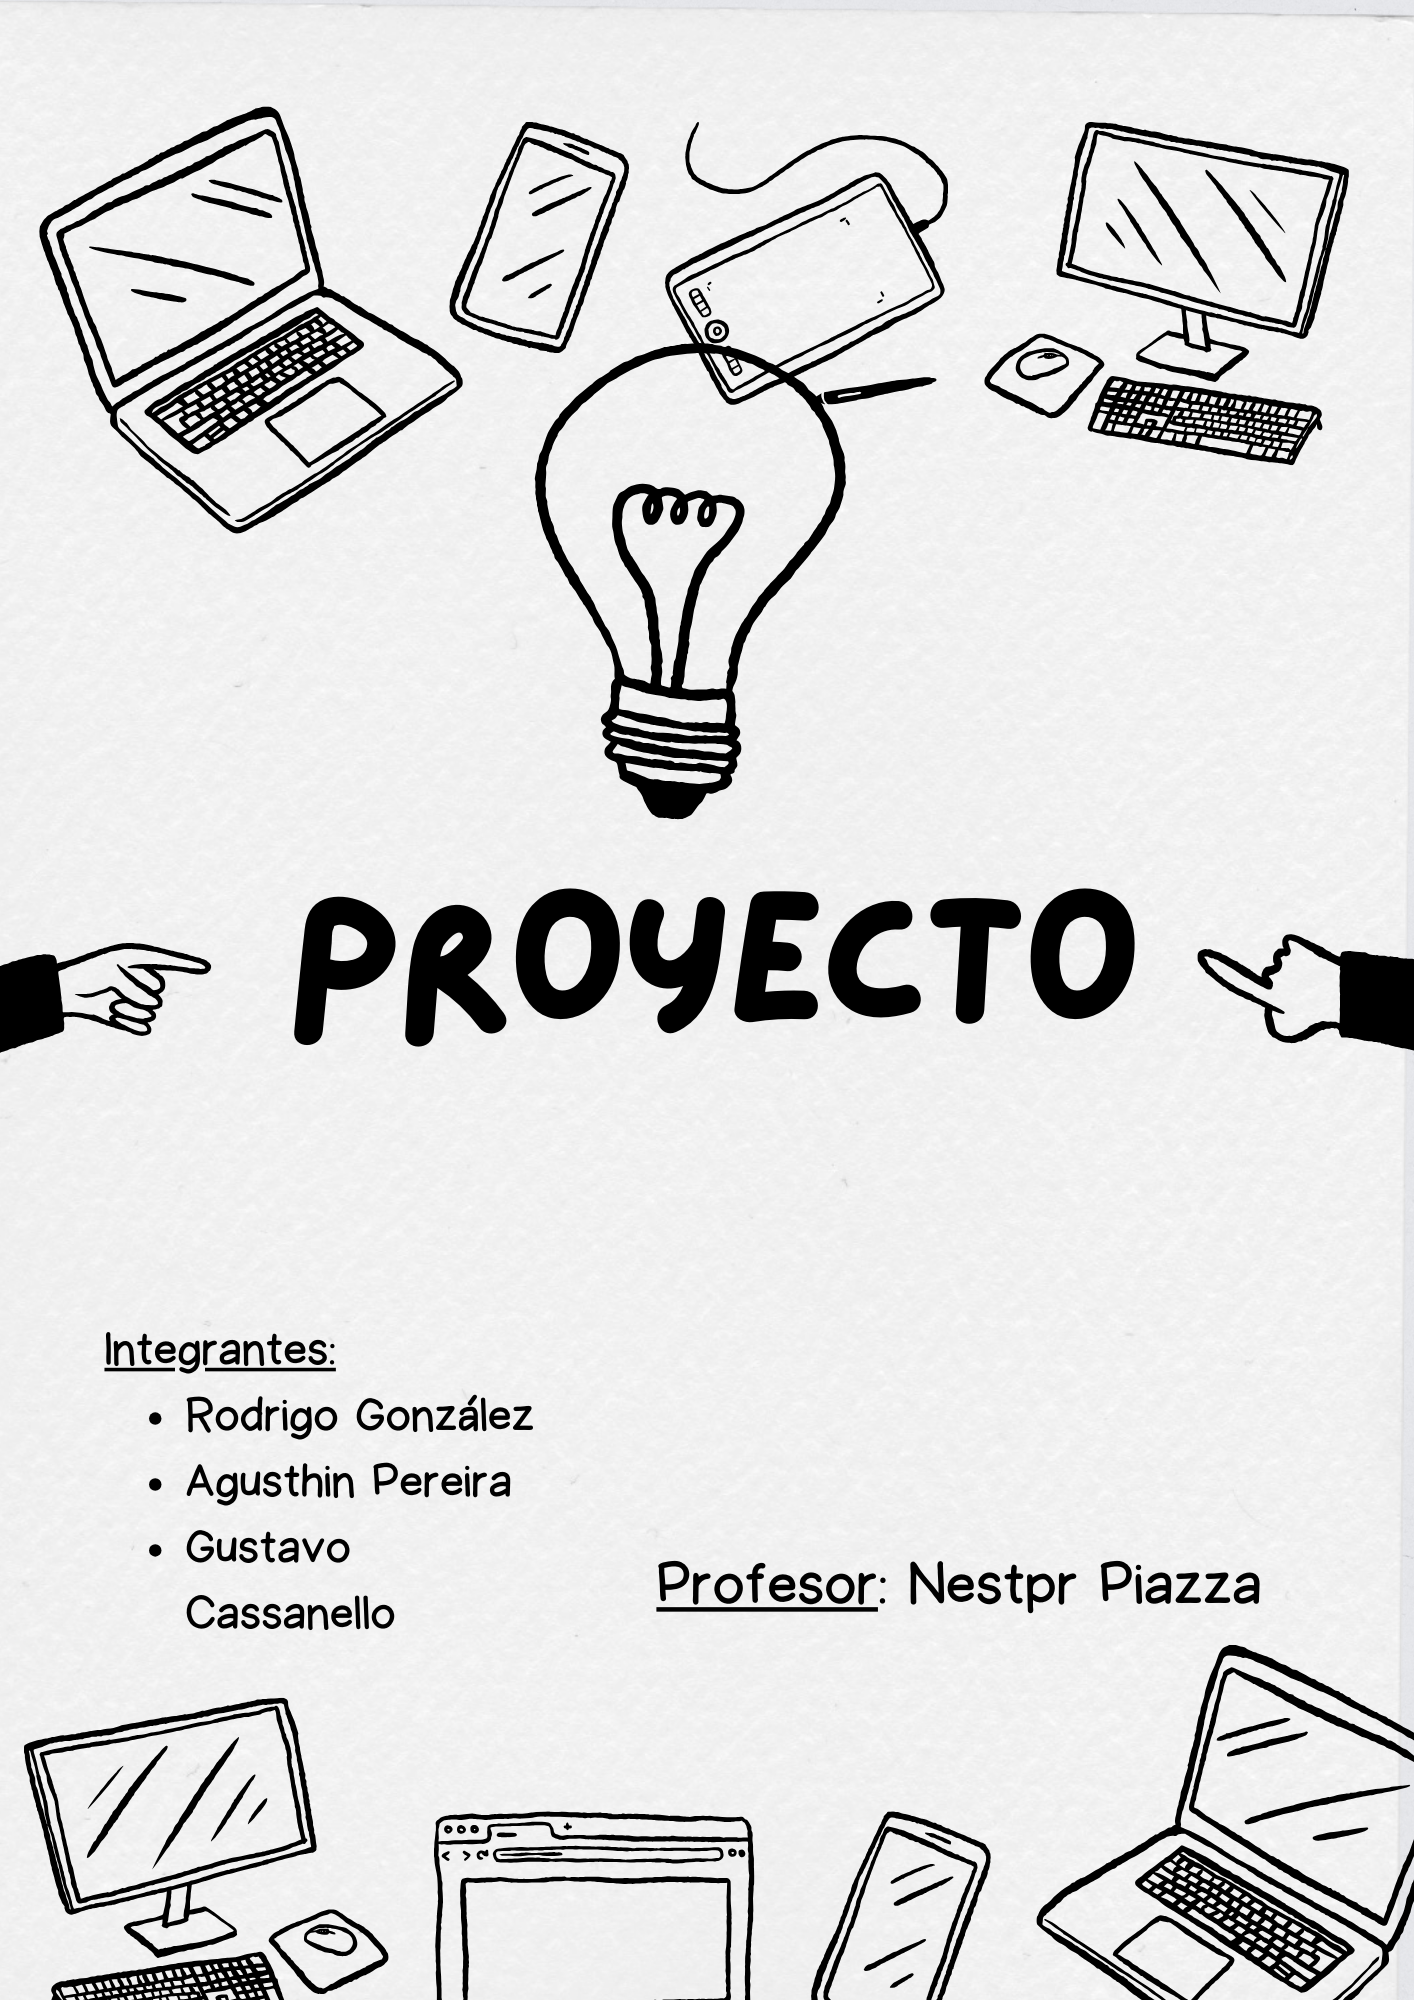 PROYECTO
Integrantes:
• Rodrigo González
• Agusthin Pereira
• Gustavo
Cassanello
Profesor: Nestpr Piazza